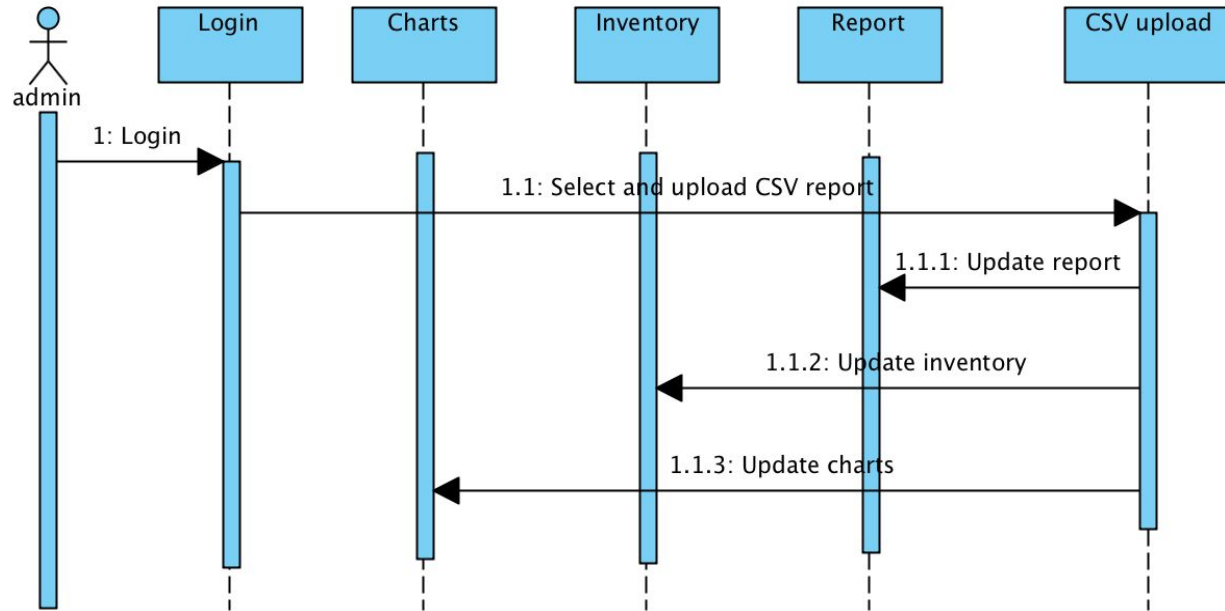 Login
Charts
Inventory
Report
CSV upload
admin
1: Login
1.1: Select and upload CSV report
1.1.1: Update report
1.1.2: Update inventory
1.1.3: Update charts